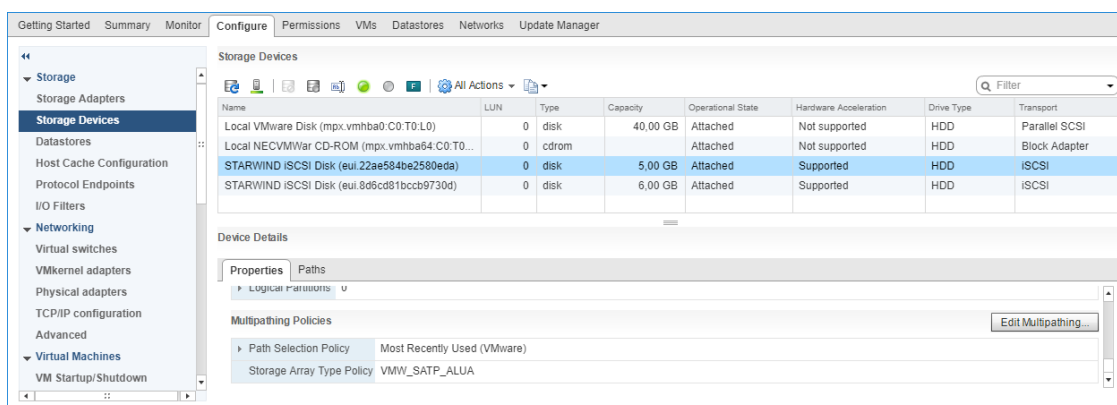 Getting Started Summary Monitor Configure Permissions VMs Datastores Networks Update Manager
Storage
Storage Adapters
Storage Devices
Datastores
Host Cache Configuration
Protocol Endpoints
I/O Filters
Networking
Virtual switches
VMkernel adapters
Physical adapters
TCP/IP configuration
Advanced
Virtual Machines
VM Startup/Shutdown
Storage Devices
All Actions Filter
Name LUN Type Capacity Operational State Hardware Acceleration Drive Type Transport
Local VMware Disk (mpx.vmhba0:C0:T0:L0) 0 disk 40,00 GB Attached Not supported HDD Parallel SCSI
Local NECVMWar CD-ROM (mpx.vmhba64:C0:T0... 0 cdrom Attached Not supported HDD Block Adapter
STARWIND iSCSI Disk (eui.22ae584be2580eda) 0 disk 5,00 GB Attached Supported HDD iSCSI
STARWIND iSCSI Disk (eui.8d6cd81bccb9730d) 0 disk 6,00 GB Attached Supported HDD iSCSI
Device Details
Properties Paths
Logical Partitions 0
Multipathing Policies Edit Multipathing...
Path Selection Policy Most Recently Used (VMware)
Storage Array Type Policy VMW_SATP_ALUA